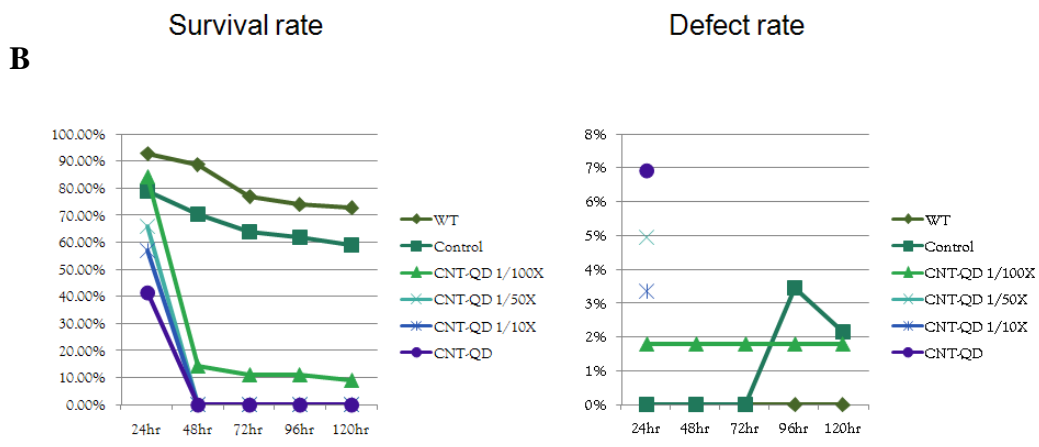 Survival rate
Defect rate
B
100.00%
90.00%
80.00%
70.00%
60.00%
50.00%
40.00%
30.00%
20.00%
10.00%
0.00%
24hr 48hr 72hr 96hr 120hr
WT
Control
CNT-QD 1/100X
CNT-QD 1/50X
CNT-QD 1/10X
CNT-QD
8%
7%
6%
5%
4%
3%
2%
1%
0%
24hr 48hr 72hr 96hr 120hr
WT
Control
CNT-QD 1/100X
CNT-QD 1/50X
CNT-QD 1/10X
CNT-QD